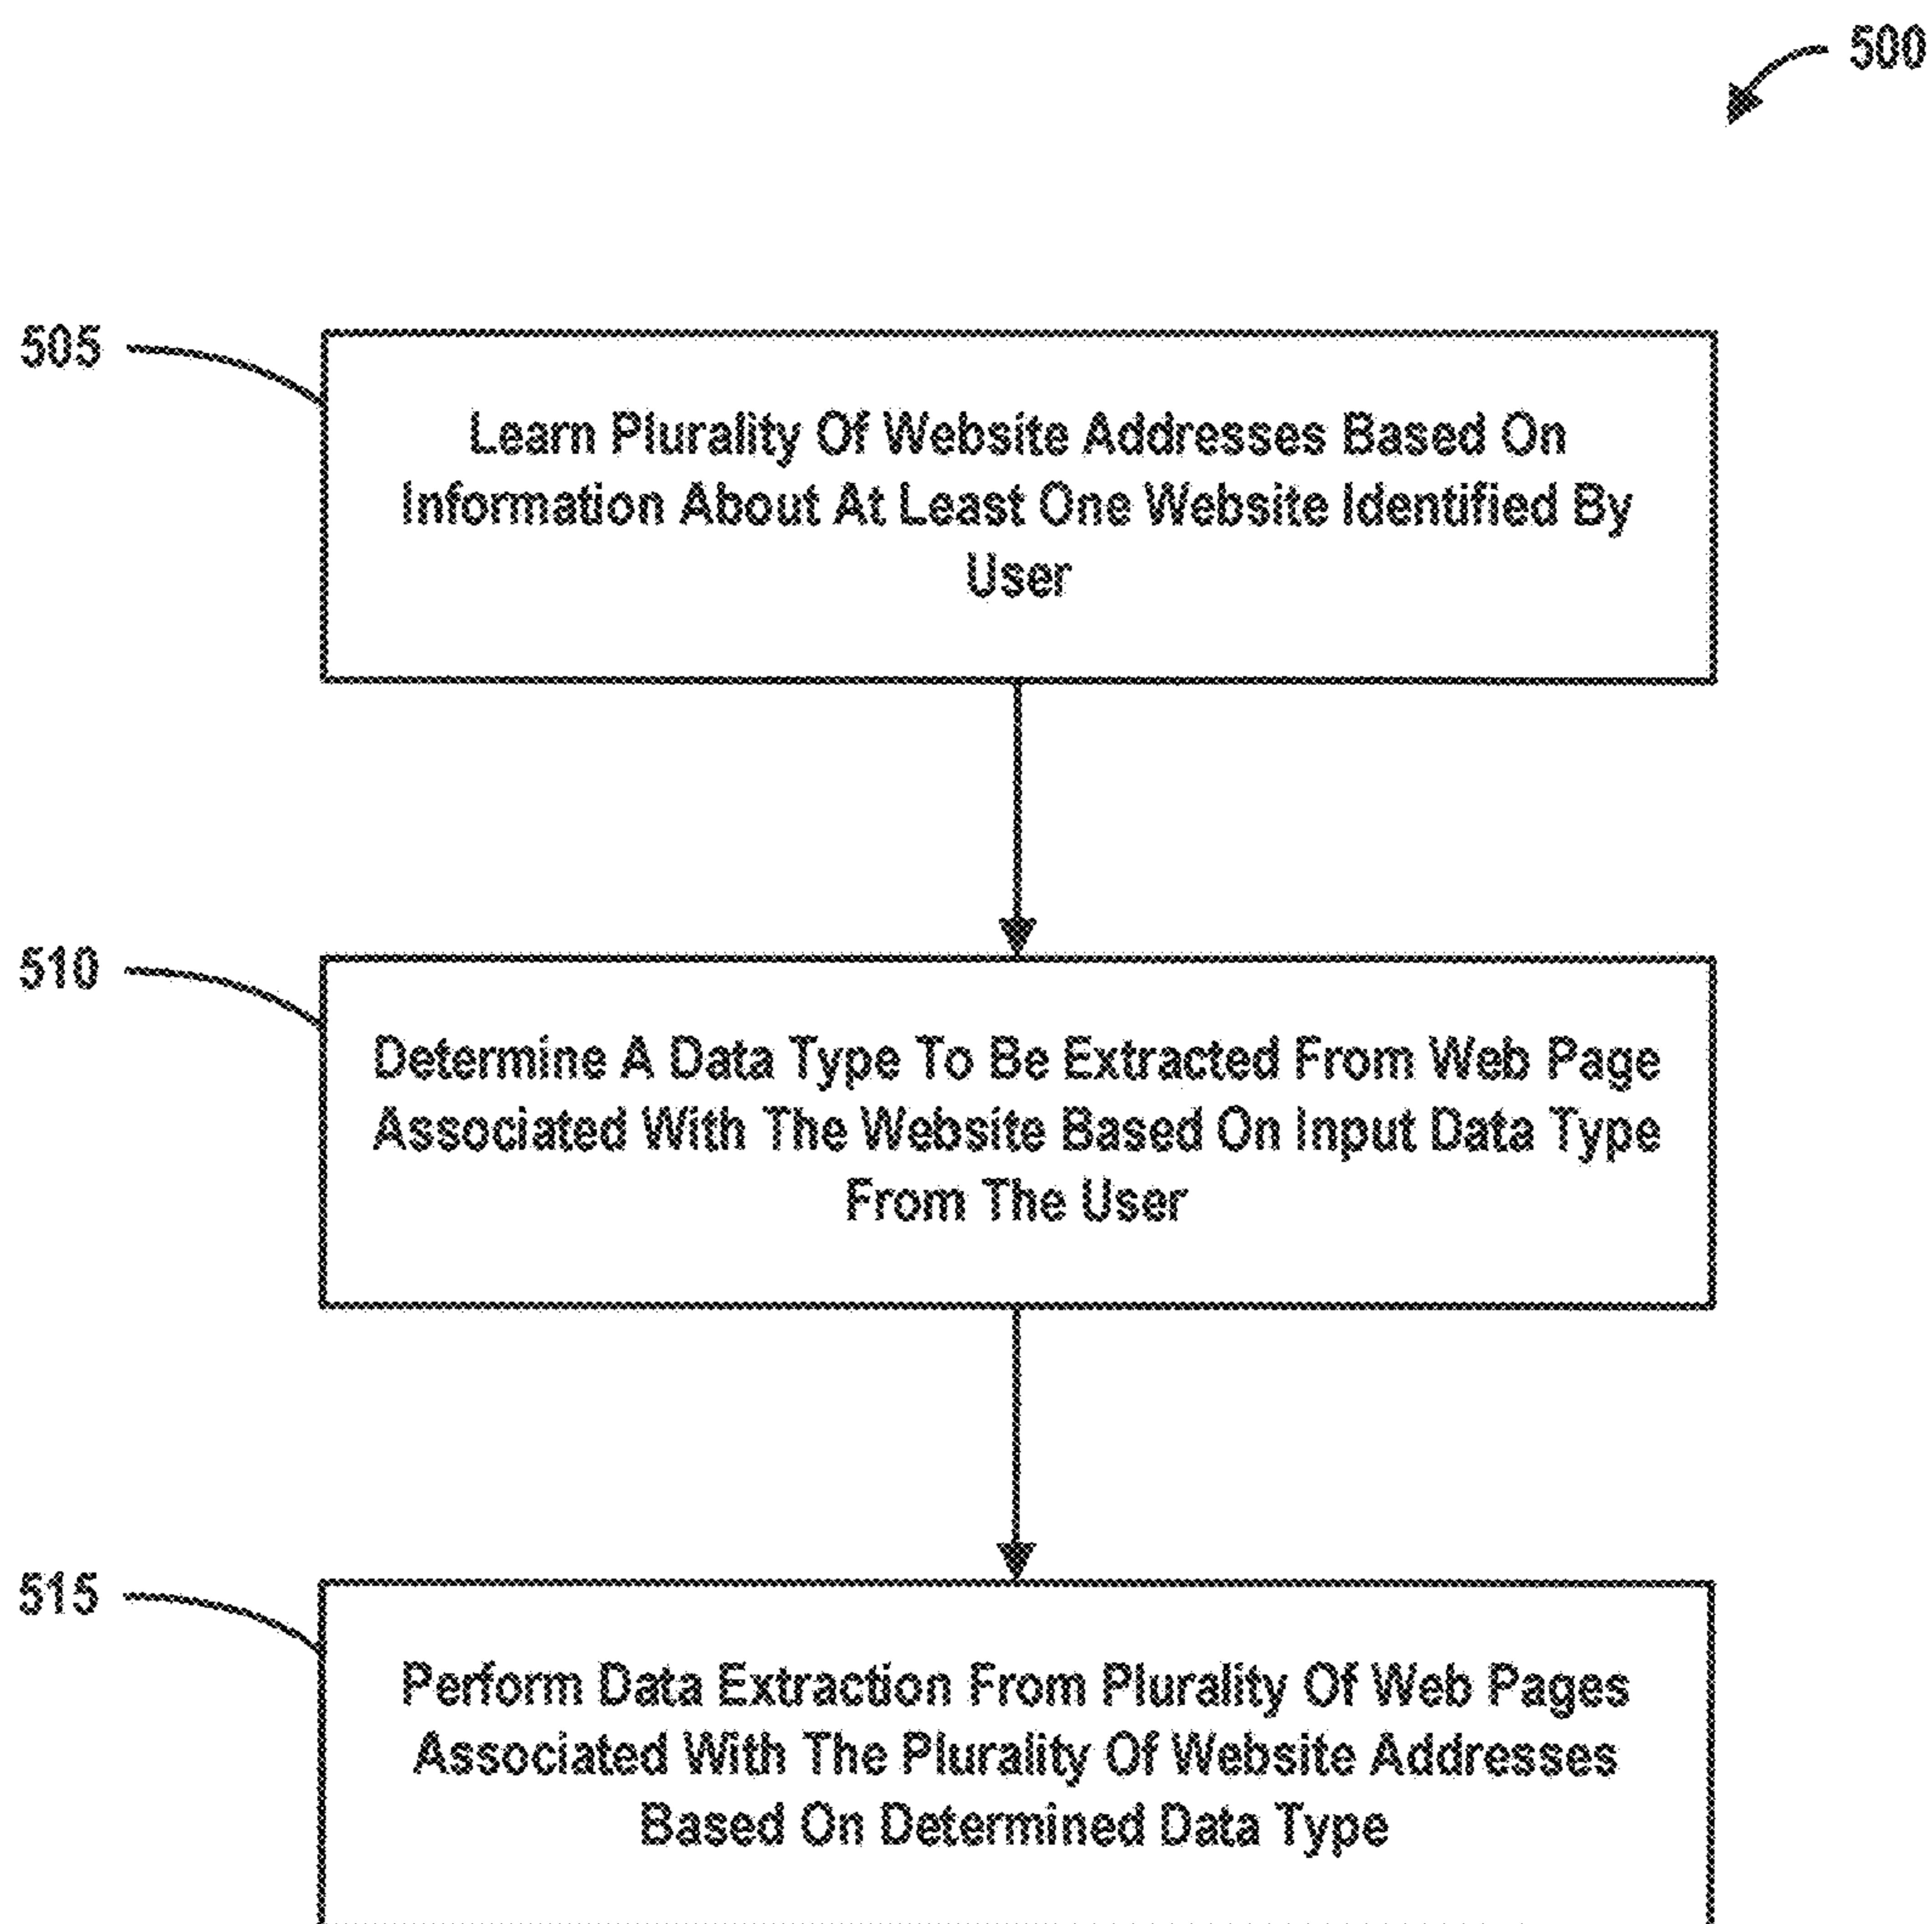 500
505
Learn Plurality Of Website Addresses Based On
Information About At Least One Website Identified By
User
510
Determine A Data Type To Be Extracted From Web Page
Associated With The Website Based On Input Data Type
From The User
515
Perform Data Extraction From Plurality Of Web Pages
Associated With The Plurality Of Website Addresses
Based On Determined Data Type